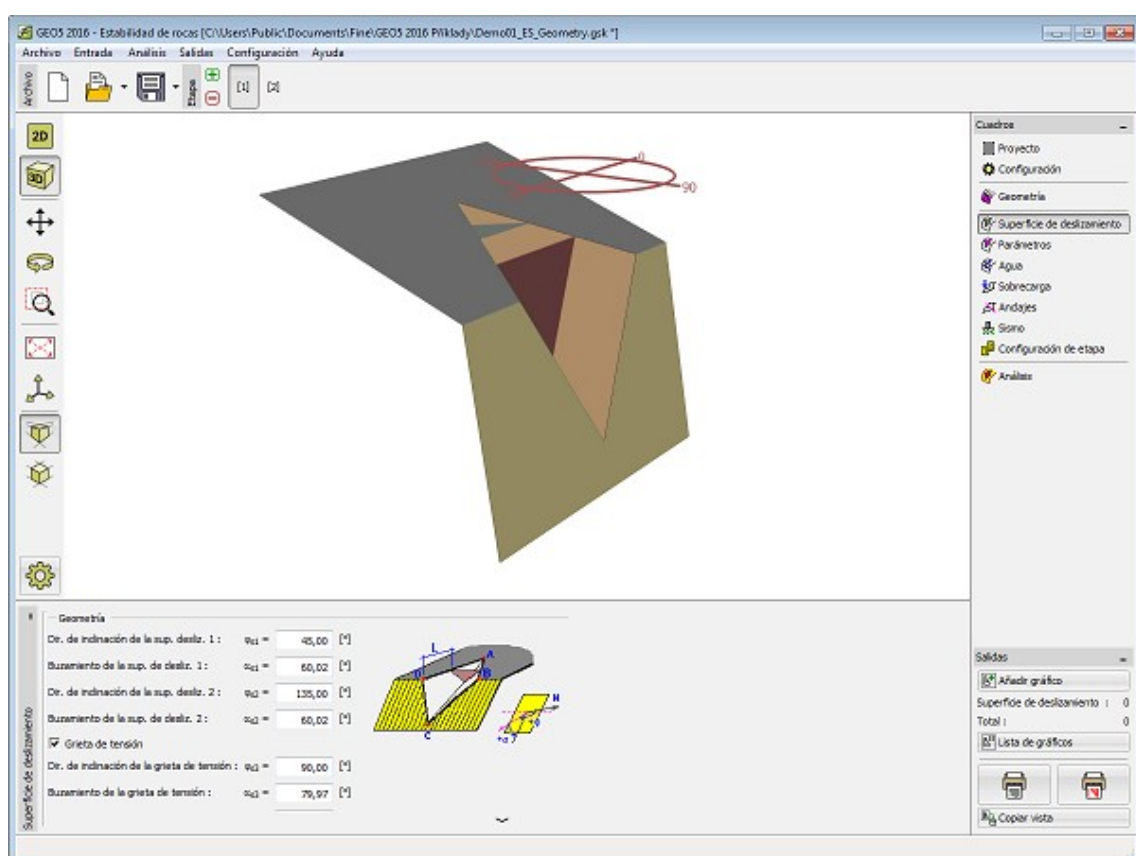 GEO5 2016 - Estabilidad de rocas [C:\Users\Public\Documents\Fine\GEO5 2016 Priklady\Demo01_ES_Geometry.gsk *]
Archivo Entrada Análisis Salidas Configuración Ayuda
Archivo
Etapa
[1] [2]
2D
3D
0
90
Cuadros
Proyecto
Configuración
Geometría
Superficie de deslizamiento
Parámetros
Agua
Sobrecarga
Andajes
Sismo
Configuración de etapa
Análisis
Superficie de deslizamiento
Geometría
Dir. de inclinación de la sup. desliz. 1 : = 45,00 [°]
Buzamiento de la sup. de desliz. 1 : = 60,02 [°]
Dir. de inclinación de la sup. desliz. 2 : = 135,00 [°]
Buzamiento de la sup. de desliz. 2 : = 60,02 [°]
Grieta de tensión
Dir. de inclinación de la grieta de tensión : = 90,00 [°]
Buzamiento de la grieta de tensión : = 79,97 [°]
L
A
D
B
C
N
Salidas
Añadir gráfico
Superficie de deslizamiento : 0
Total : 0
Lista de gráficos
Copiar vista